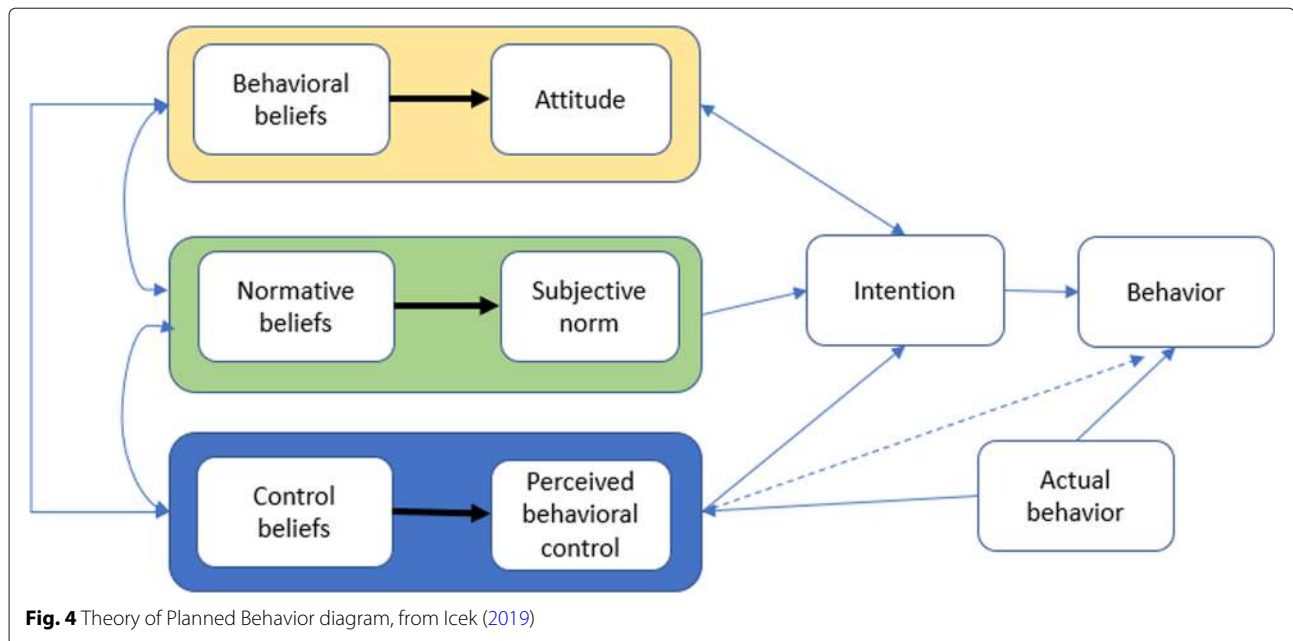 Behavioral
beliefs
Attitude
Normative
beliefs
Subjective
norm
Intention
Behavior
Control
beliefs
Perceived
behavioral
control
Actual
behavior
Fig. 4 Theory of Planned Behavior diagram, from Icek (2019)